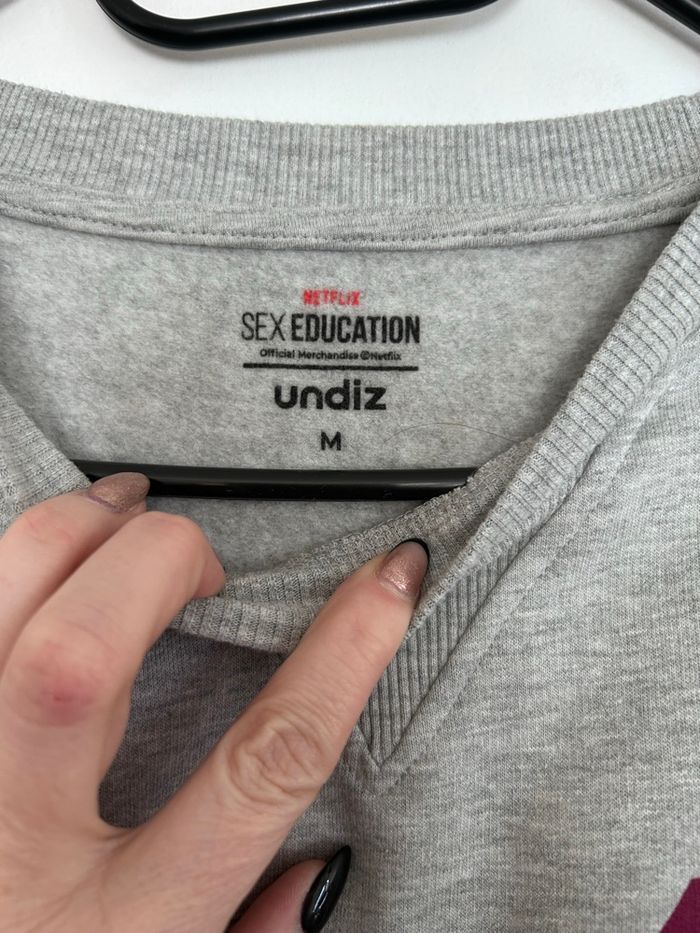 NETFLIX
SEX EDUCATION
Official Merchandise ©Netflix
undiz
M